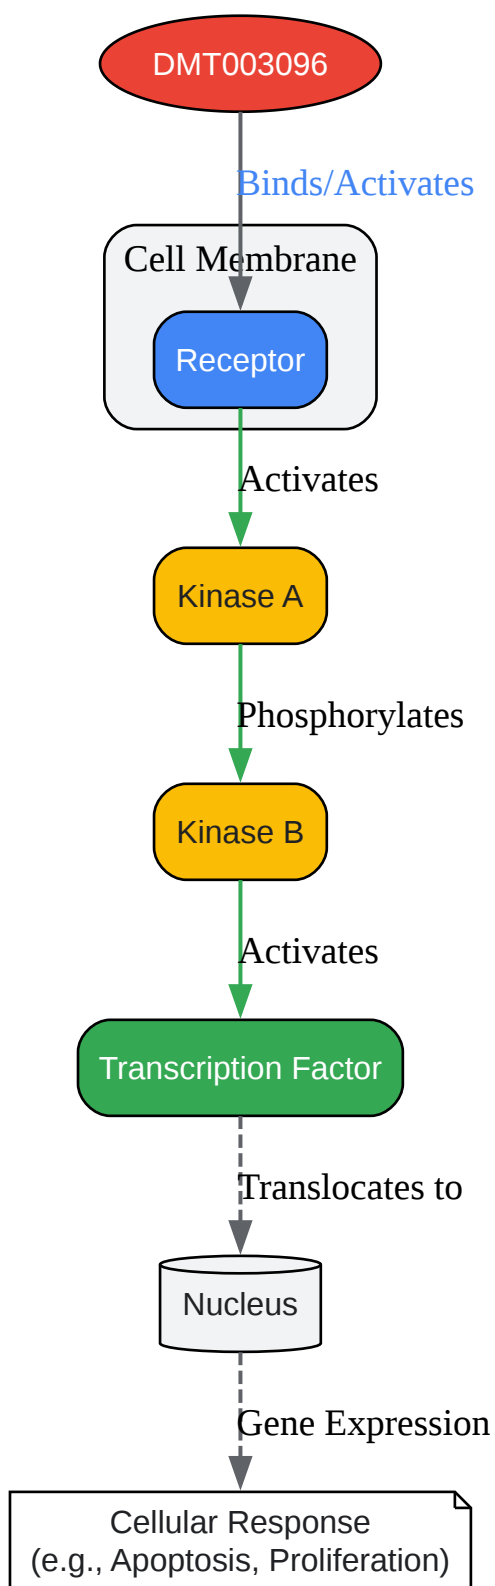 DMT003096
Binds/Activates
Cell Membrane
Receptor
Activates
Kinase A
Phosphorylates
Kinase B
Activates
Transcription Factor
Translocates to
Nucleus
Gene Expression
Cellular Response
(e.g., Apoptosis, Proliferation)